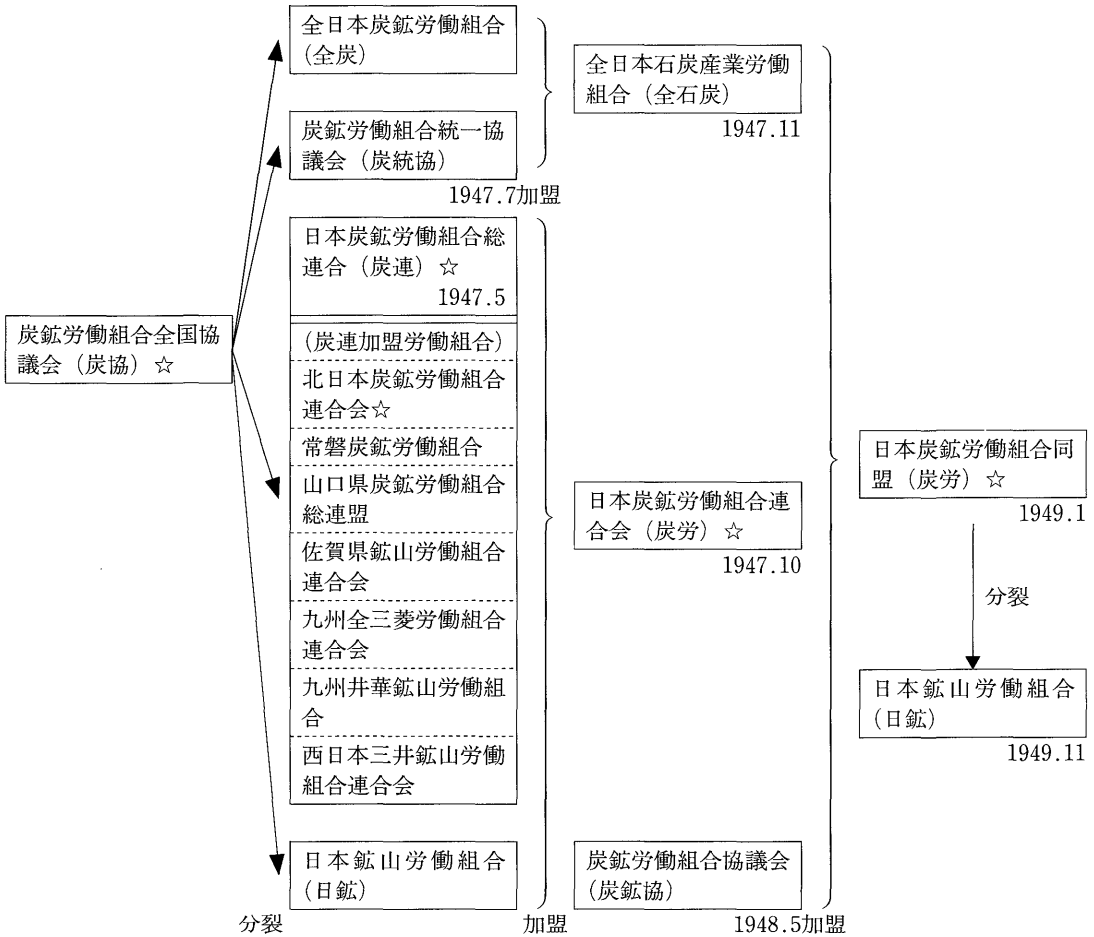 炭鉱労働組合全国協
議会（炭協）☆
全日本炭鉱労働組合
（全炭）
炭鉱労働組合統一協
議会（炭統協）
1947.7加盟
日本炭鉱労働組合総
連合（炭連）☆
1947.5
（炭連加盟労働組合）
北日本炭鉱労働組合
連合会☆
常磐炭鉱労働組合
山口県炭鉱労働組合
総連盟
佐賀県鉱山労働組合
連合会
九州全三菱労働組合
連合会
九州井華鉱山労働組
合
西日本三井鉱山労働
組合連合会
日本鉱山労働組合
（日鉱）
分裂
加盟
全日本石炭産業労働
組合（全石炭）
1947.11
日本炭鉱労働組合連
合会（炭労）☆
1947.10
炭鉱労働組合協議会
（炭鉱協）
1948.5加盟
日本炭鉱労働組合同
盟（炭労）☆
1949.1
分裂
日本鉱山労働組合
（日鉱）
1949.11